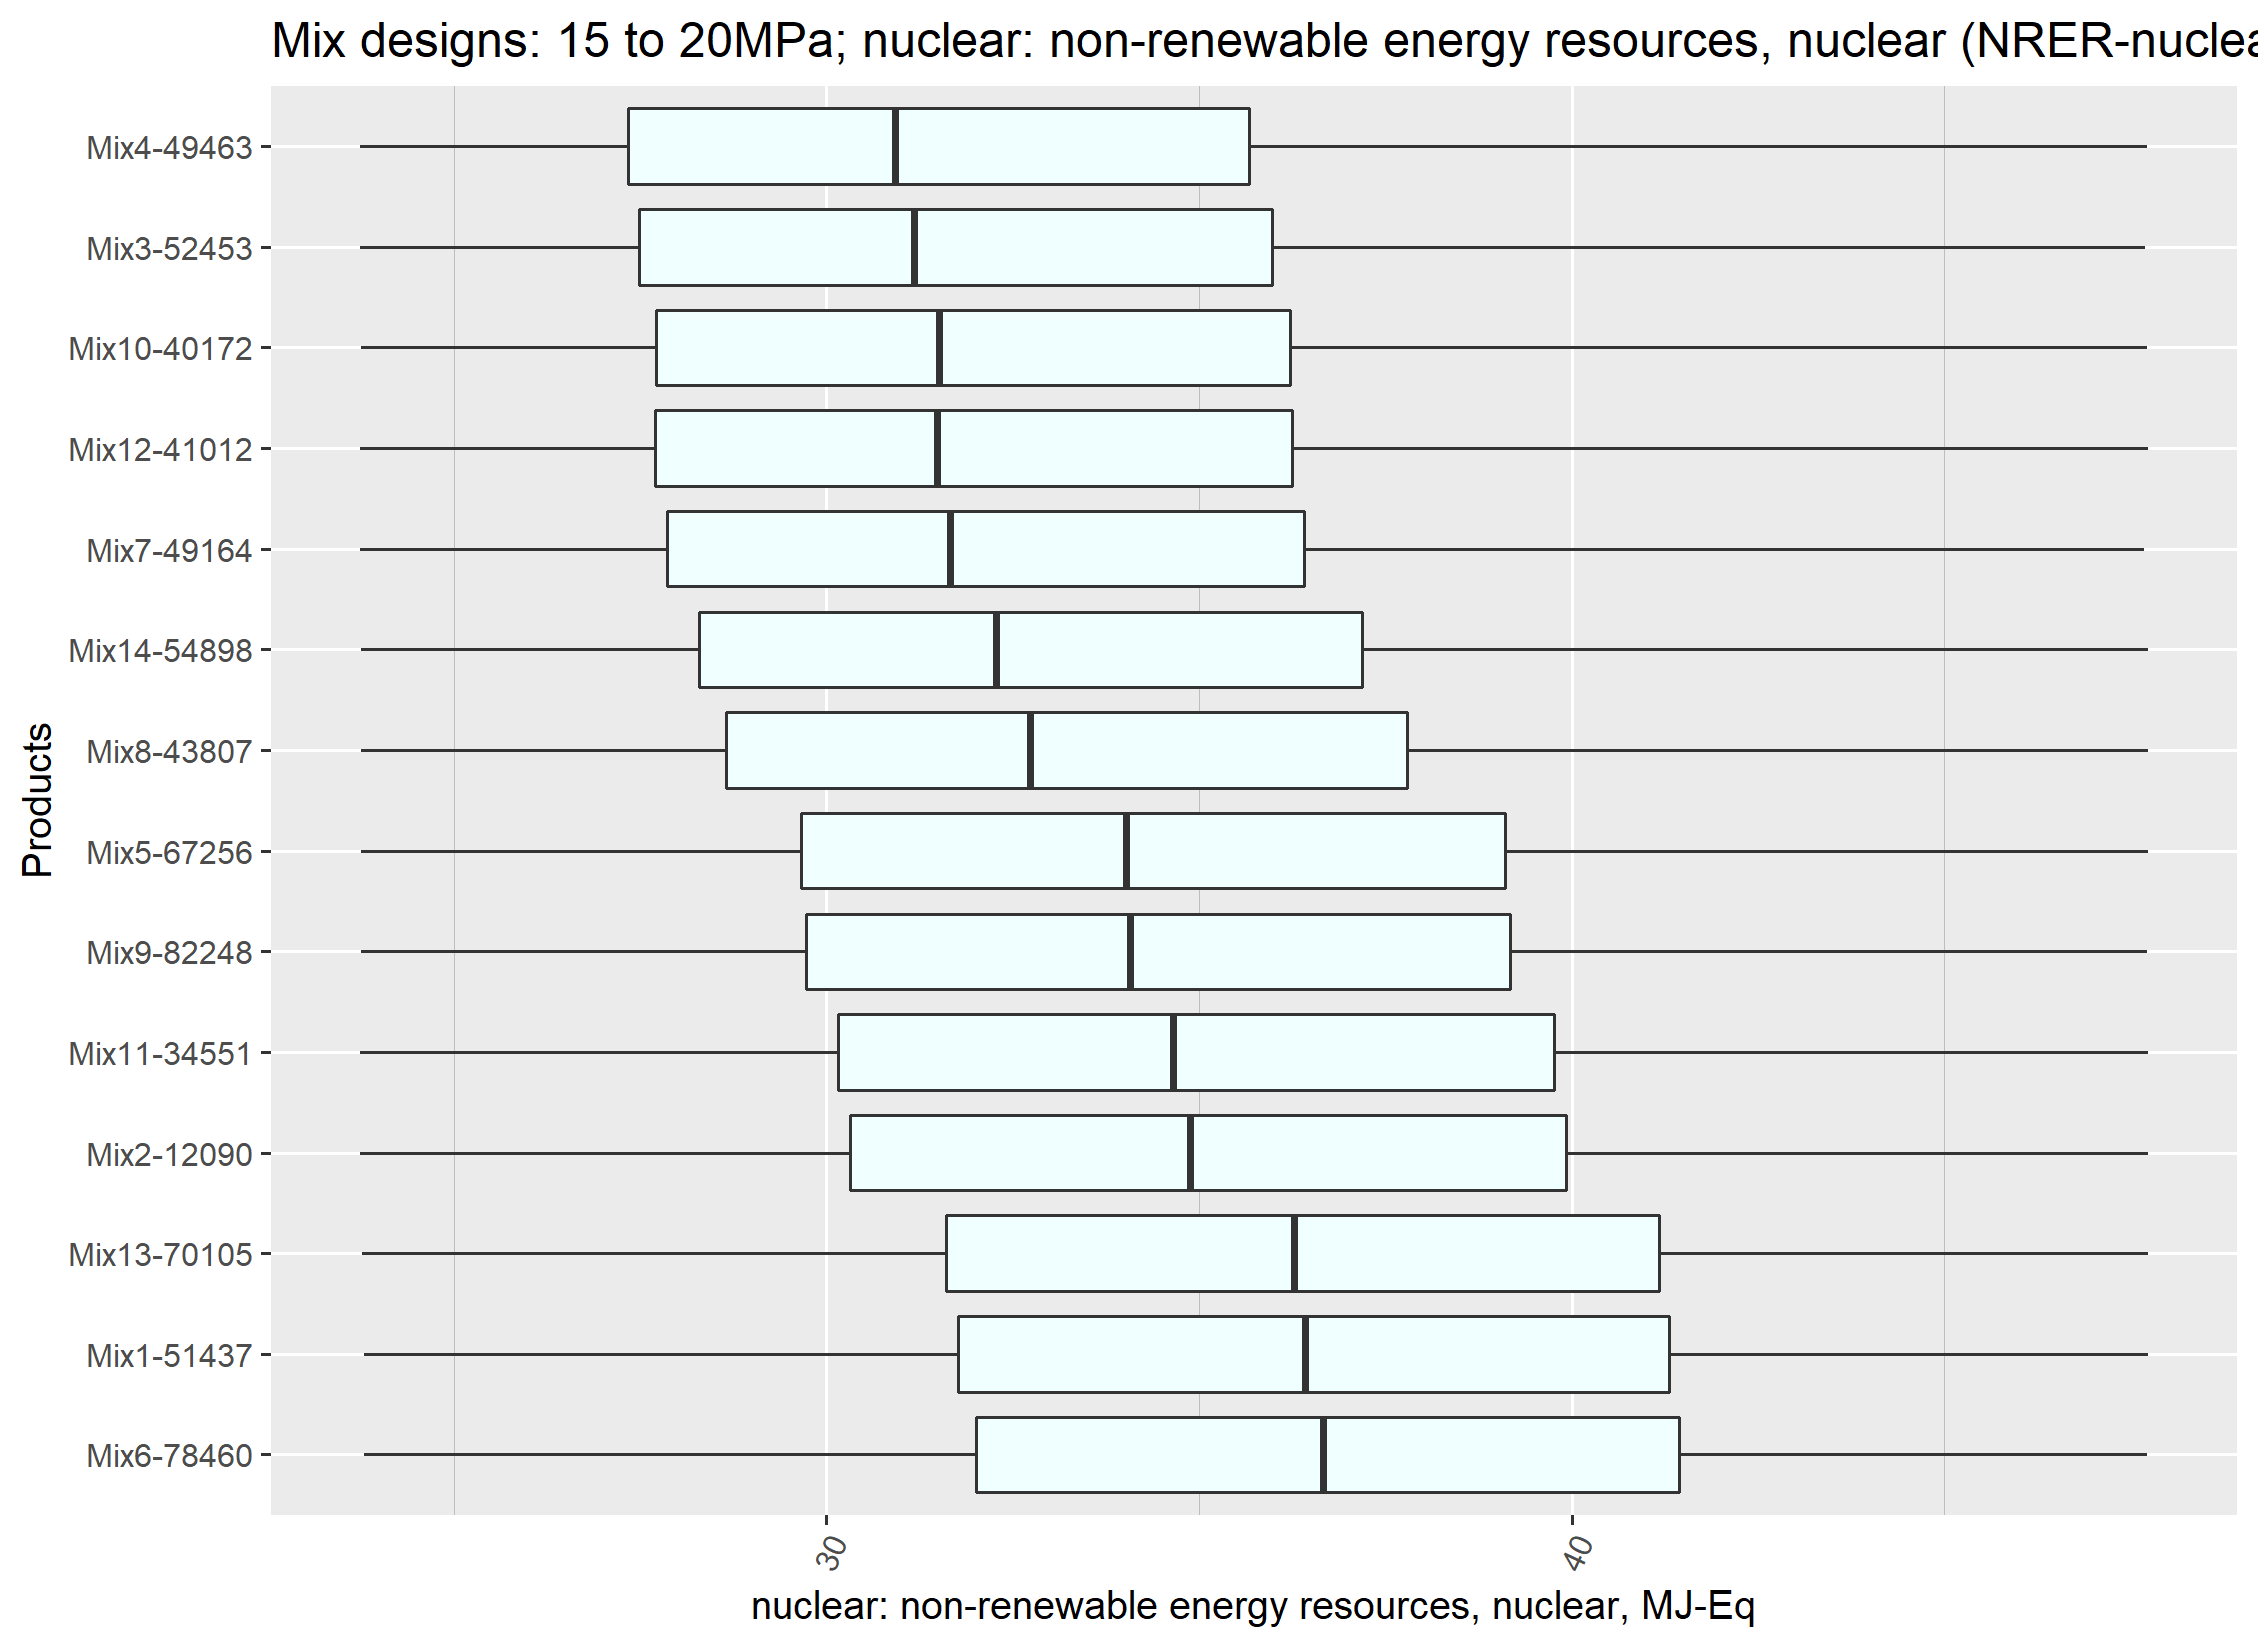 Mix designs: 15 to 20MPa; nuclear: non-renewable energy resources, nuclear (NRER-nuclea
Products
Mix4-49463
Mix3-52453
Mix10-40172
Mix12-41012
Mix7-49164
Mix14-54898
Mix8-43807
Mix5-67256
Mix9-82248
Mix11-34551
Mix2-12090
Mix13-70105
Mix1-51437
Mix6-78460
30 40
nuclear: non-renewable energy resources, nuclear, MJ-Eq